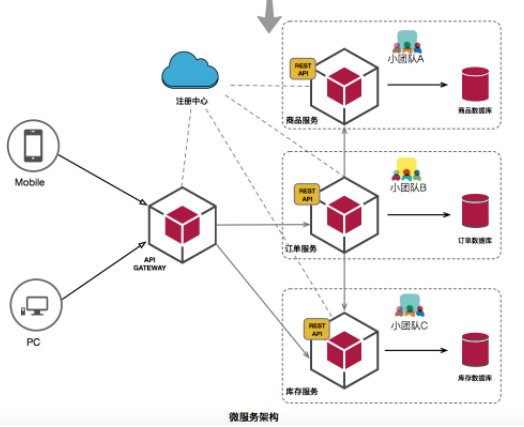 小团队A
REST
API
商品服务
商品数据库
注册中心
Mobile
小团队B
REST
API
订单服务
订单数据库
API
GATEWAY
PC
小团队C
REST
API
库存服务
库存数据库
微服务架构